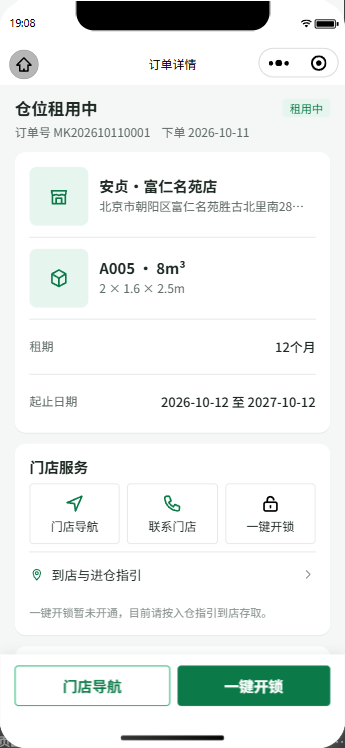 19:08
订单详情
仓位租用中
租用中
订单号 MK202610110001 下单 2026-10-11
安贞·富仁名苑店
北京市朝阳区富仁名苑胜古北里南28…
A005 · 8m³
2 × 1.6 × 2.5m
租期
12个月
起止日期
2026-10-12 至 2027-10-12
门店服务
门店导航
联系门店
一键开锁
到店与进仓指引
一键开锁暂未开通，目前请按入仓指引到店存取。
门店导航
一键开锁